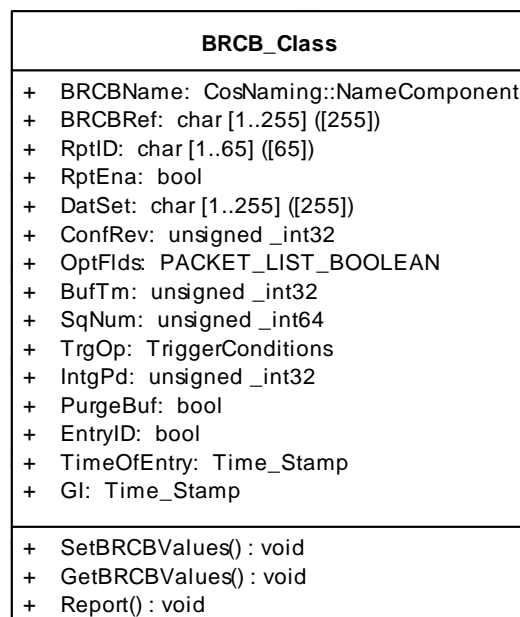 BRCB_Class
+ BRCBName: CosNaming::NameComponent
+ BRCBRef: char [1..255] ([255])
+ RptID: char [1..65] ([65])
+ RptEna: bool
+ DatSet: char [1..255] ([255])
+ ConfRev: unsigned _int32
+ OptFlds: PACKET_LIST_BOOLEAN
+ BufTm: unsigned _int32
+ SqNum: unsigned _int64
+ TrgOp: TriggerConditions
+ IntgPd: unsigned _int32
+ PurgeBuf: bool
+ EntryID: bool
+ TimeOfEntry: Time_Stamp
+ GI: Time_Stamp
+ SetBRCBValues() : void
+ GetBRCBValues() : void
+ Report() : void